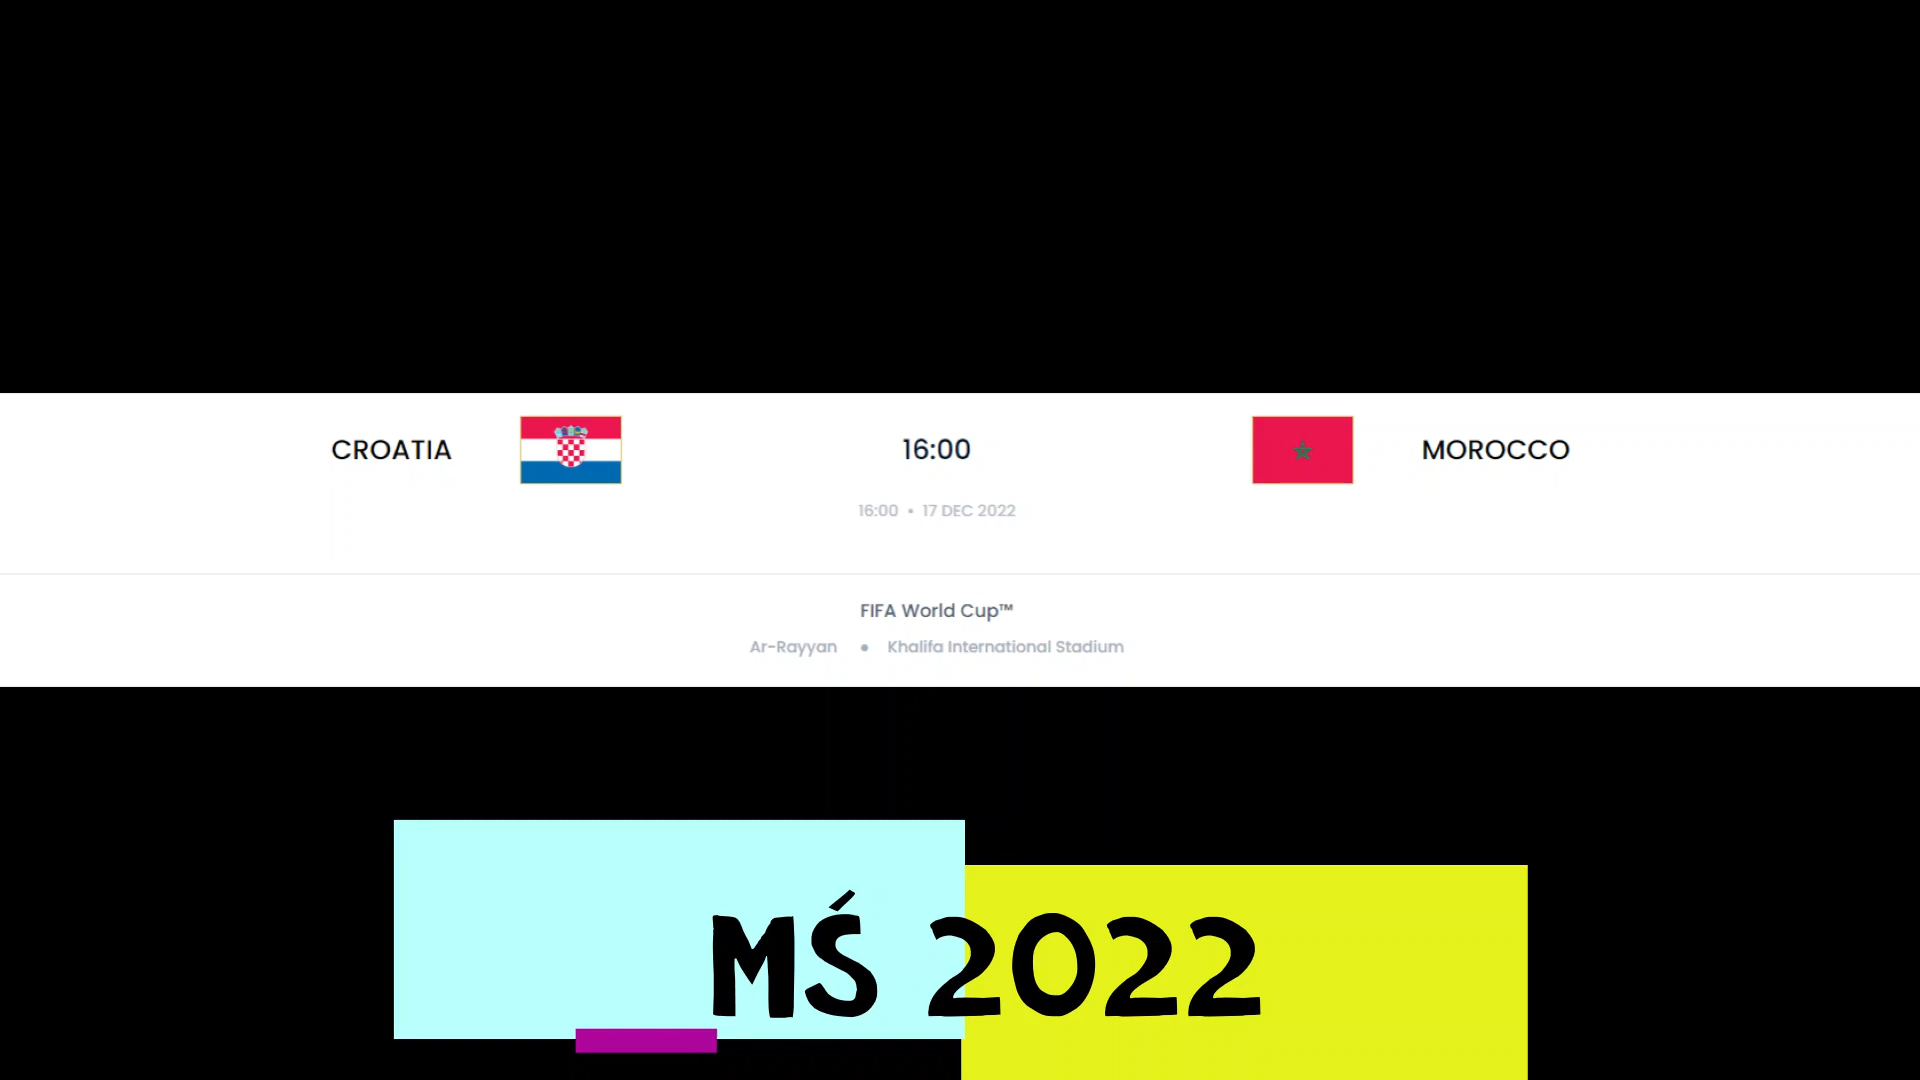 CROATIA 16:00 MOROCCO
16:00 • 17 DEC 2022
FIFA World Cup™
Ar-Rayyan • Khalifa International Stadium
MŚ 2022